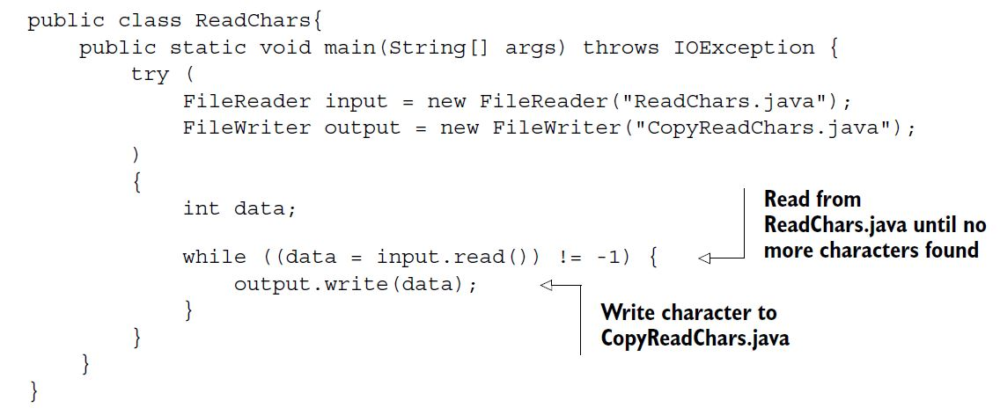 public class ReadChars{
    public static void main(String[] args) throws IOException {
        try (
            FileReader input = new FileReader("ReadChars.java");
            FileWriter output = new FileWriter("CopyReadChars.java");
        )
        {
            int data;
            while ((data = input.read()) != -1) {
                output.write(data);
            }
        }
    }
}
Read from
ReadChars.java until no
more characters found
Write character to
CopyReadChars.java